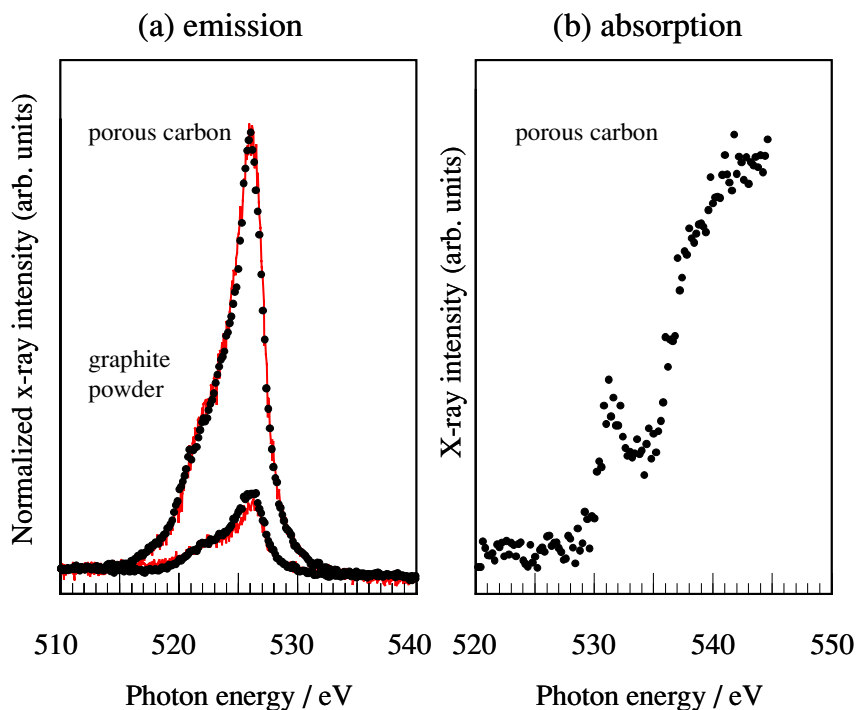 (a) emission
(b) absorption
Normalized x-ray intensity (arb. units)
porous carbon
graphite
powder
510
520
530
540
Photon energy / eV
X-ray intensity (arb. units)
porous carbon
520
530
540
550
Photon energy / eV